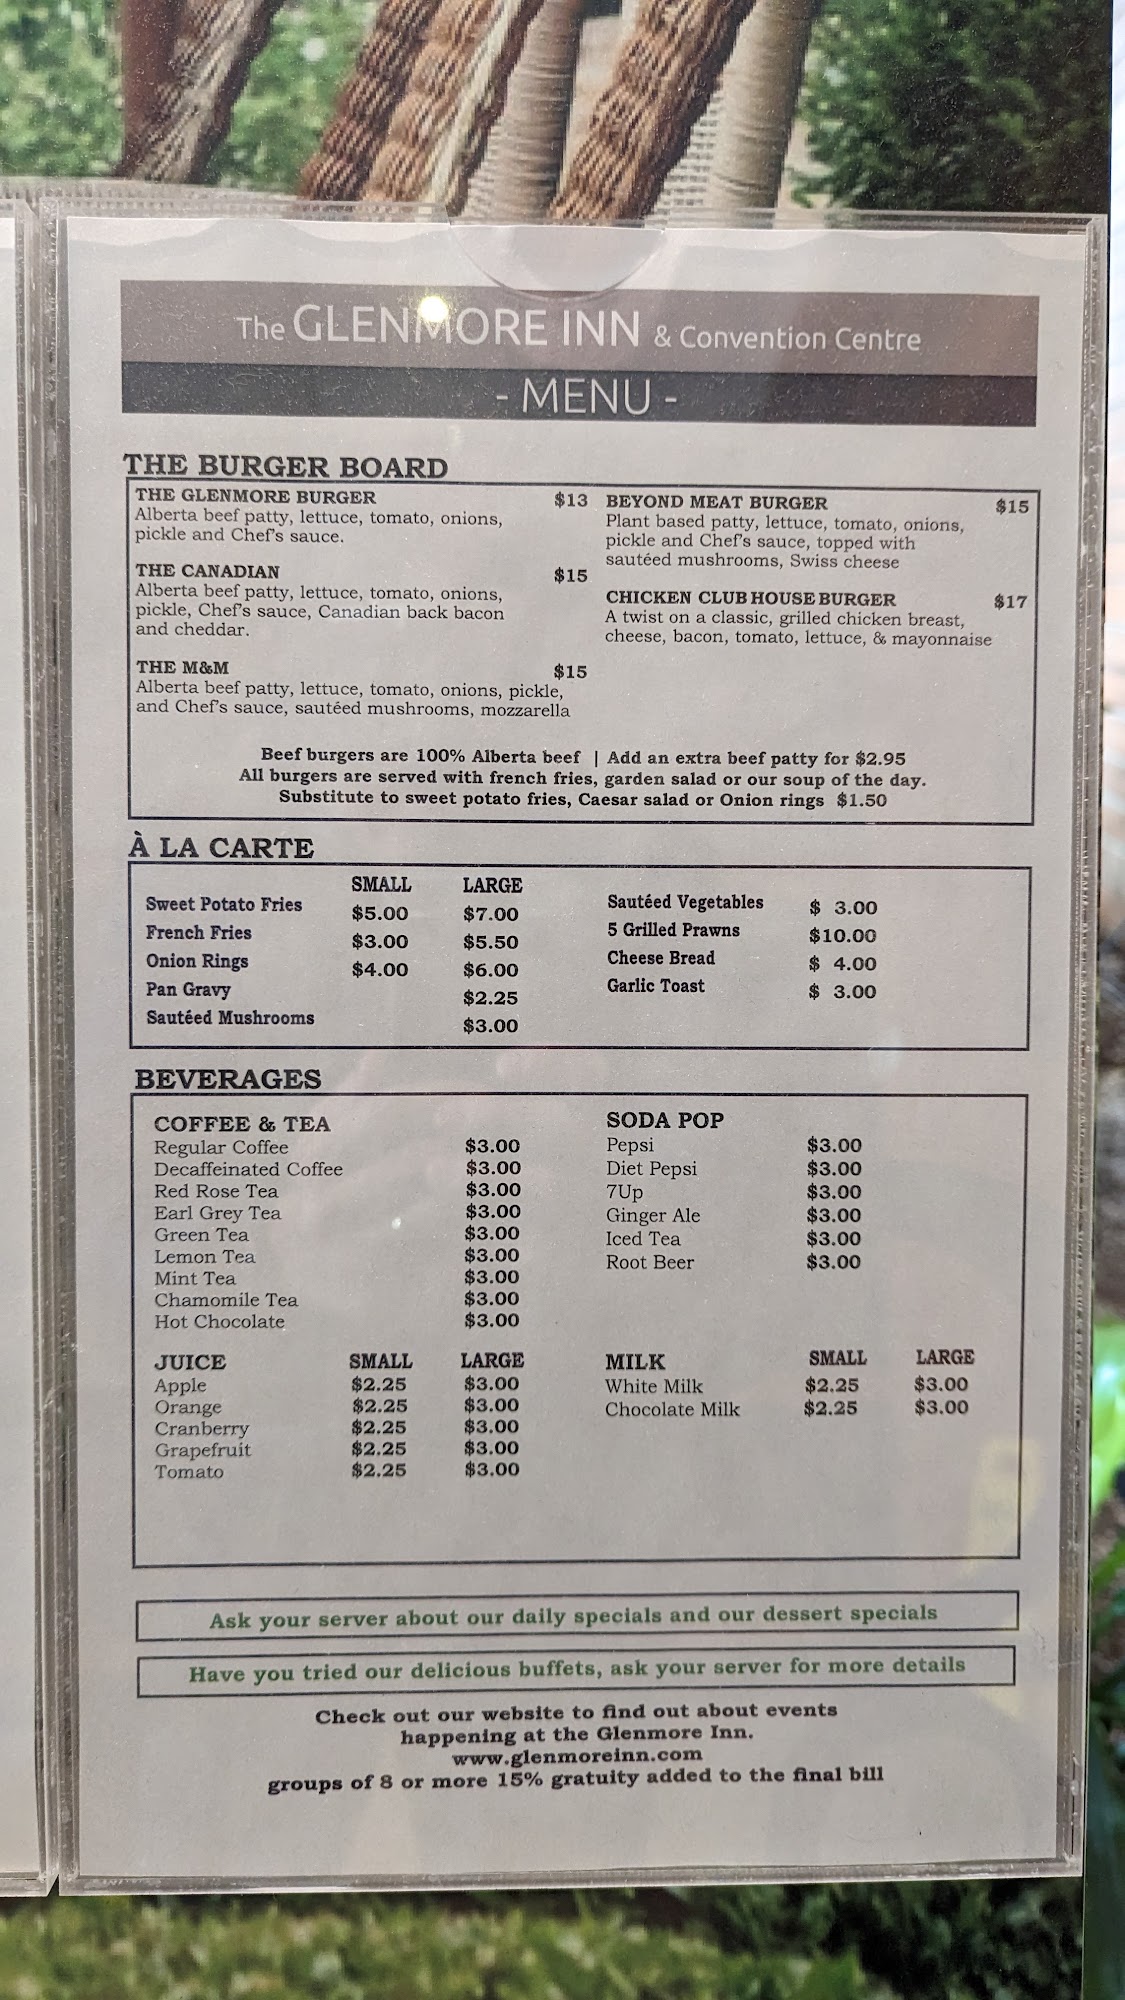 The GLENMORE INN & Convention Centre
- MENU -
THE BURGER BOARD
THE GLENMORE BURGER $13
Alberta beef patty, lettuce, tomato, onions,
pickle and Chef's sauce.
THE CANADIAN $15
Alberta beef patty, lettuce, tomato, onions,
pickle, Chef's sauce, Canadian back bacon
and cheddar.
THE M&M $15
Alberta beef patty, lettuce, tomato, onions, pickle,
and Chef's sauce, sautéed mushrooms, mozzarella
BEYOND MEAT BURGER $15
Plant based patty, lettuce, tomato, onions,
pickle and Chef's sauce, topped with
sautéed mushrooms, Swiss cheese
CHICKEN CLUB HOUSE BURGER $17
A twist on a classic, grilled chicken breast,
cheese, bacon, tomato, lettuce, & mayonnaise
Beef burgers are 100% Alberta beef | Add an extra beef patty for $2.95
All burgers are served with french fries, garden salad or our soup of the day.
Substitute to sweet potato fries, Caesar salad or Onion rings $1.50
À LA CARTE
SMALL LARGE
Sweet Potato Fries $5.00 $7.00
French Fries $3.00 $5.50
Onion Rings $4.00 $6.00
Pan Gravy $2.25
Sautéed Mushrooms $3.00
Sautéed Vegetables $ 3.00
5 Grilled Prawns $10.00
Cheese Bread $ 4.00
Garlic Toast $ 3.00
BEVERAGES
COFFEE & TEA
Regular Coffee $3.00
Decaffeinated Coffee $3.00
Red Rose Tea $3.00
Earl Grey Tea $3.00
Green Tea $3.00
Lemon Tea $3.00
Mint Tea $3.00
Chamomile Tea $3.00
Hot Chocolate $3.00
SODA POP
Pepsi $3.00
Diet Pepsi $3.00
7Up $3.00
Ginger Ale $3.00
Iced Tea $3.00
Root Beer $3.00
JUICE SMALL LARGE
Apple $2.25 $3.00
Orange $2.25 $3.00
Cranberry $2.25 $3.00
Grapefruit $2.25 $3.00
Tomato $2.25 $3.00
MILK SMALL LARGE
White Milk $2.25 $3.00
Chocolate Milk $2.25 $3.00
Ask your server about our daily specials and our dessert specials
Have you tried our delicious buffets, ask your server for more details
Check out our website to find out about events
happening at the Glenmore Inn.
www.glenmoreinn.com
groups of 8 or more 15% gratuity added to the final bill